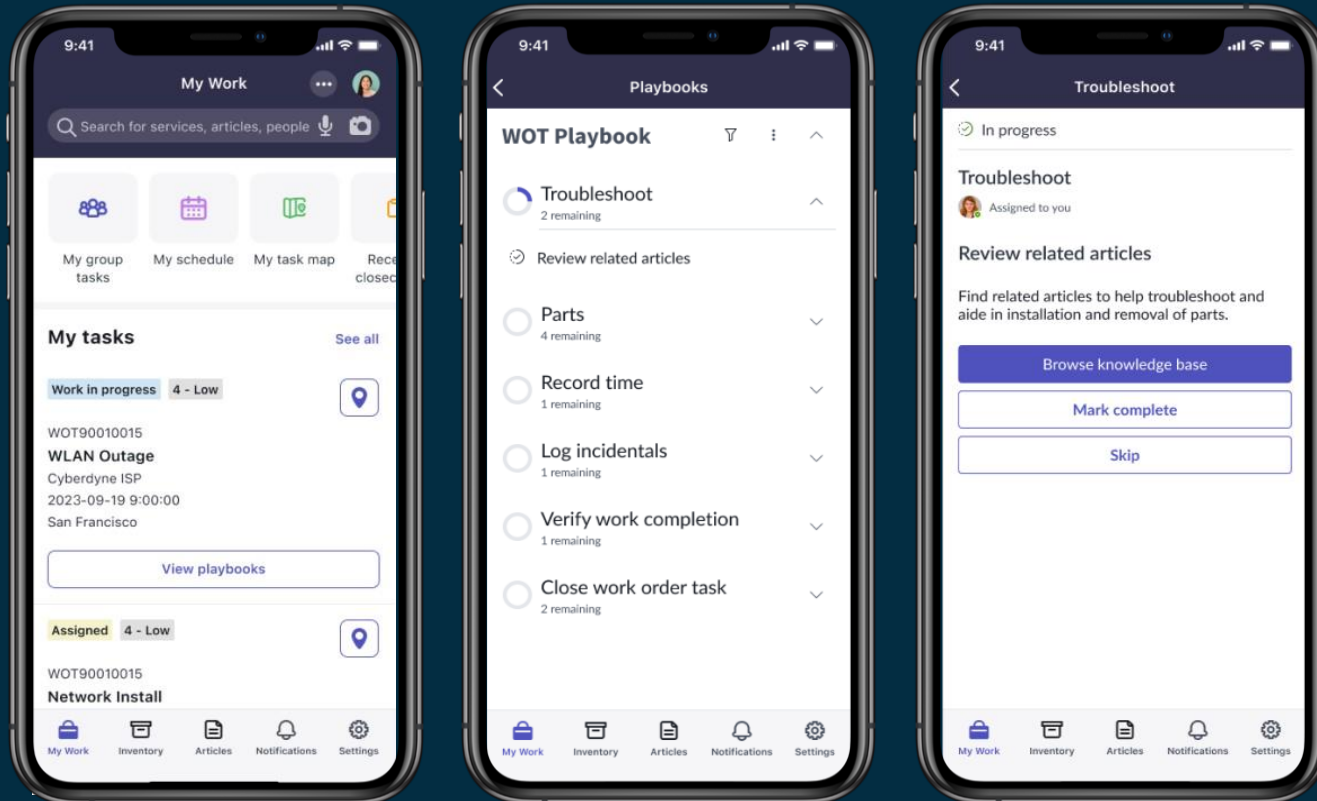 9:41
My Work
Search for services, articles, people
My group
tasks
My schedule
My task map
Rece
closed
My tasks
See all
Work in progress
4 - Low
WOT90010015
WLAN Outage
Cyberdyne ISP
2023-09-19 9:00:00
San Francisco
View playbooks
Assigned
4 - Low
WOT90010015
Network Install
My Work
Inventory
Articles
Notifications
Settings
9:41
Playbooks
WOT Playbook
Troubleshoot
2 remaining
Review related articles
Parts
4 remaining
Record time
1 remaining
Log incidentals
1 remaining
Verify work completion
1 remaining
Close work order task
2 remaining
My Work
Inventory
Articles
Notifications
Settings
9:41
Troubleshoot
In progress
Troubleshoot
Assigned to you
Review related articles
Find related articles to help troubleshoot and
aide in installation and removal of parts.
Browse knowledge base
Mark complete
Skip
My Work
Inventory
Articles
Notifications
Settings